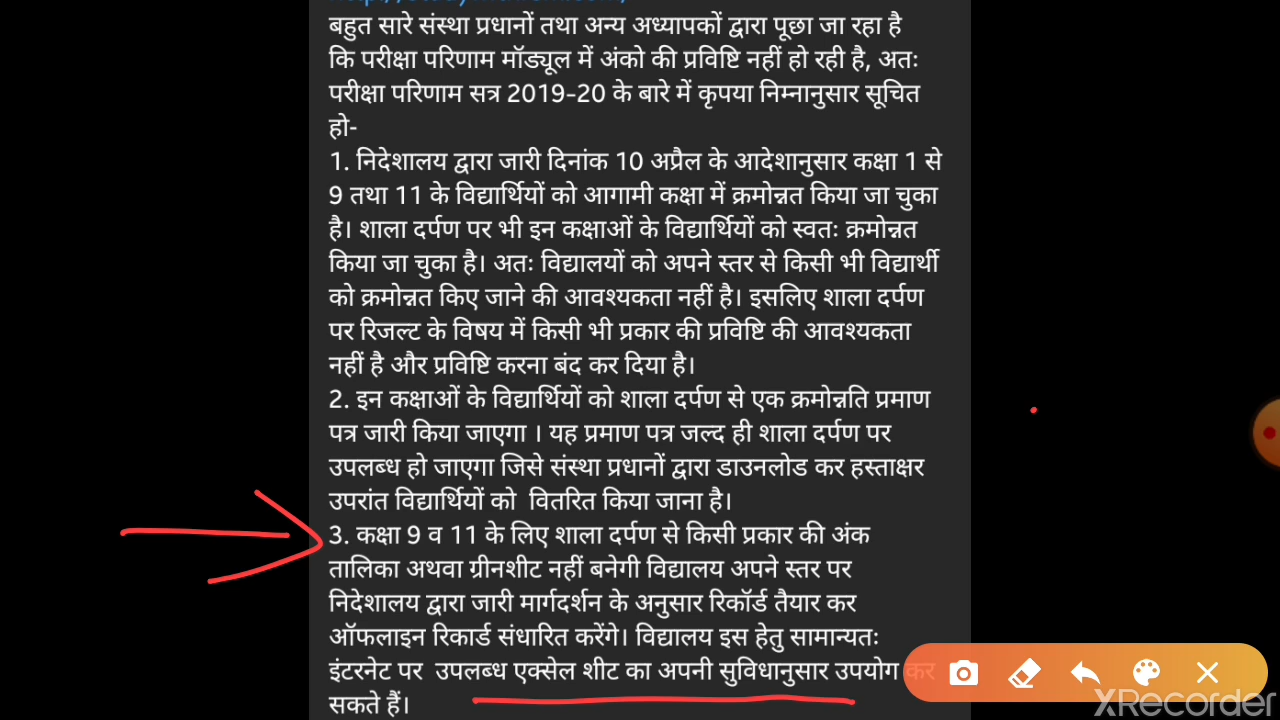 बहुत सारे संस्था प्रधानों तथा अन्य अध्यापकों द्वारा पूछा जा रहा है
कि परीक्षा परिणाम मॉड्यूल में अंको की प्रविष्टि नहीं हो रही है, अतः
परीक्षा परिणाम सत्र 2019-20 के बारे में कृपया निम्नानुसार सूचित
हो-
1. निदेशालय द्वारा जारी दिनांक 10 अप्रैल के आदेशानुसार कक्षा 1 से
9 तथा 11 के विद्यार्थियों को आगामी कक्षा में क्रमोन्नत किया जा चुका
है। शाला दर्पण पर भी इन कक्षाओं के विद्यार्थियों को स्वतः क्रमोन्नत
किया जा चुका है। अतः विद्यालयों को अपने स्तर से किसी भी विद्यार्थी
को क्रमोन्नत किए जाने की आवश्यकता नहीं है। इसलिए शाला दर्पण
पर रिजल्ट के विषय में किसी भी प्रकार की प्रविष्टि की आवश्यकता
नहीं है और प्रविष्टि करना बंद कर दिया है।
2. इन कक्षाओं के विद्यार्थियों को शाला दर्पण से एक क्रमोन्नति प्रमाण
पत्र जारी किया जाएगा । यह प्रमाण पत्र जल्द ही शाला दर्पण पर
उपलब्ध हो जाएगा जिसे संस्था प्रधानों द्वारा डाउनलोड कर हस्ताक्षर
उपरांत विद्यार्थियों को वितरित किया जाना है।
3. कक्षा 9 व 11 के लिए शाला दर्पण से किसी प्रकार की अंक
तालिका अथवा ग्रीनशीट नहीं बनेगी विद्यालय अपने स्तर पर
निदेशालय द्वारा जारी मार्गदर्शन के अनुसार रिकॉर्ड तैयार कर
ऑफलाइन रिकार्ड संधारित करेंगे। विद्यालय इस हेतु सामान्यतः
इंटरनेट पर उपलब्ध एक्सेल शीट का अपनी सुविधानुसार उपयोग कर
सकते हैं।
XRecorder